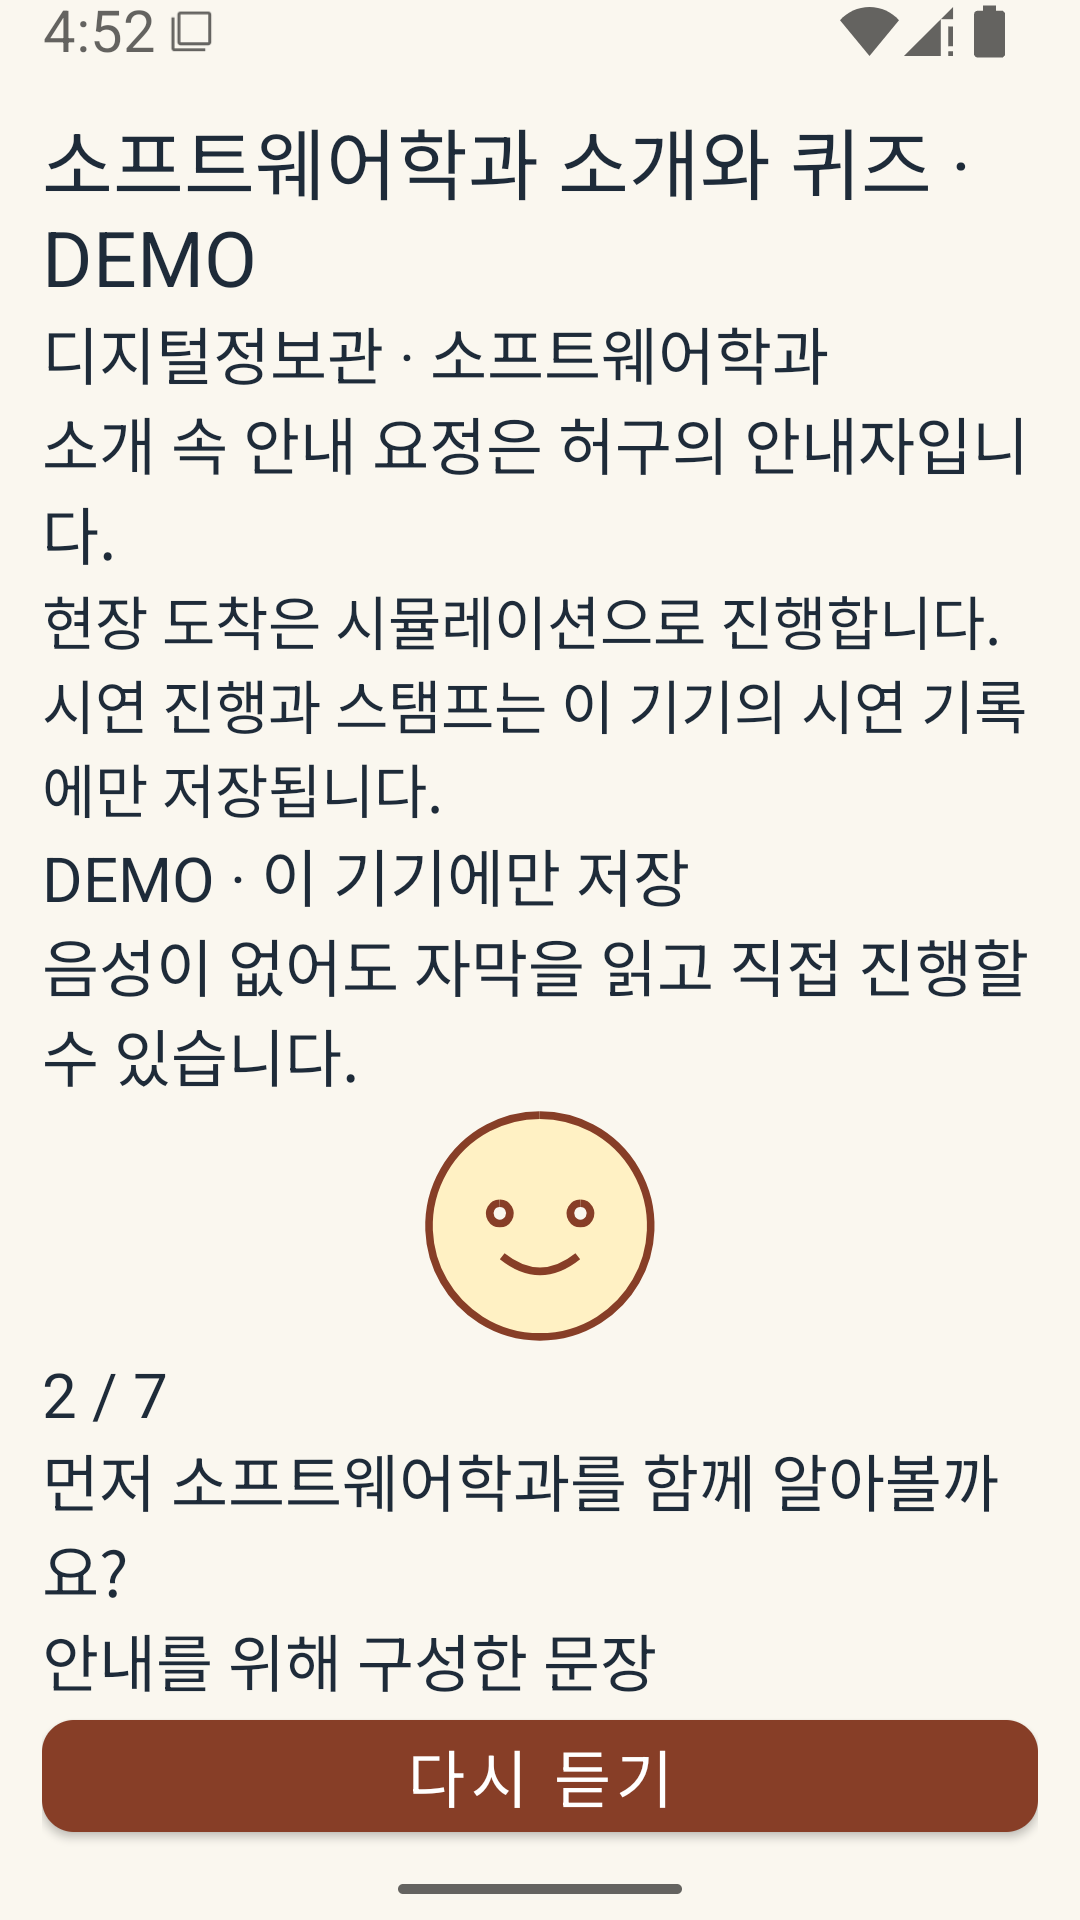 4:52
소프트웨어학과 소개와 퀴즈 ·
DEMO
디지털정보관 · 소프트웨어학과
소개 속 안내 요정은 허구의 안내자입니
다.
현장 도착은 시뮬레이션으로 진행합니다.
시연 진행과 스탬프는 이 기기의 시연 기록
에만 저장됩니다.
DEMO · 이 기기에만 저장
음성이 없어도 자막을 읽고 직접 진행할
수 있습니다.
2 / 7
먼저 소프트웨어학과를 함께 알아볼까
요?
안내를 위해 구성한 문장
다시 듣기